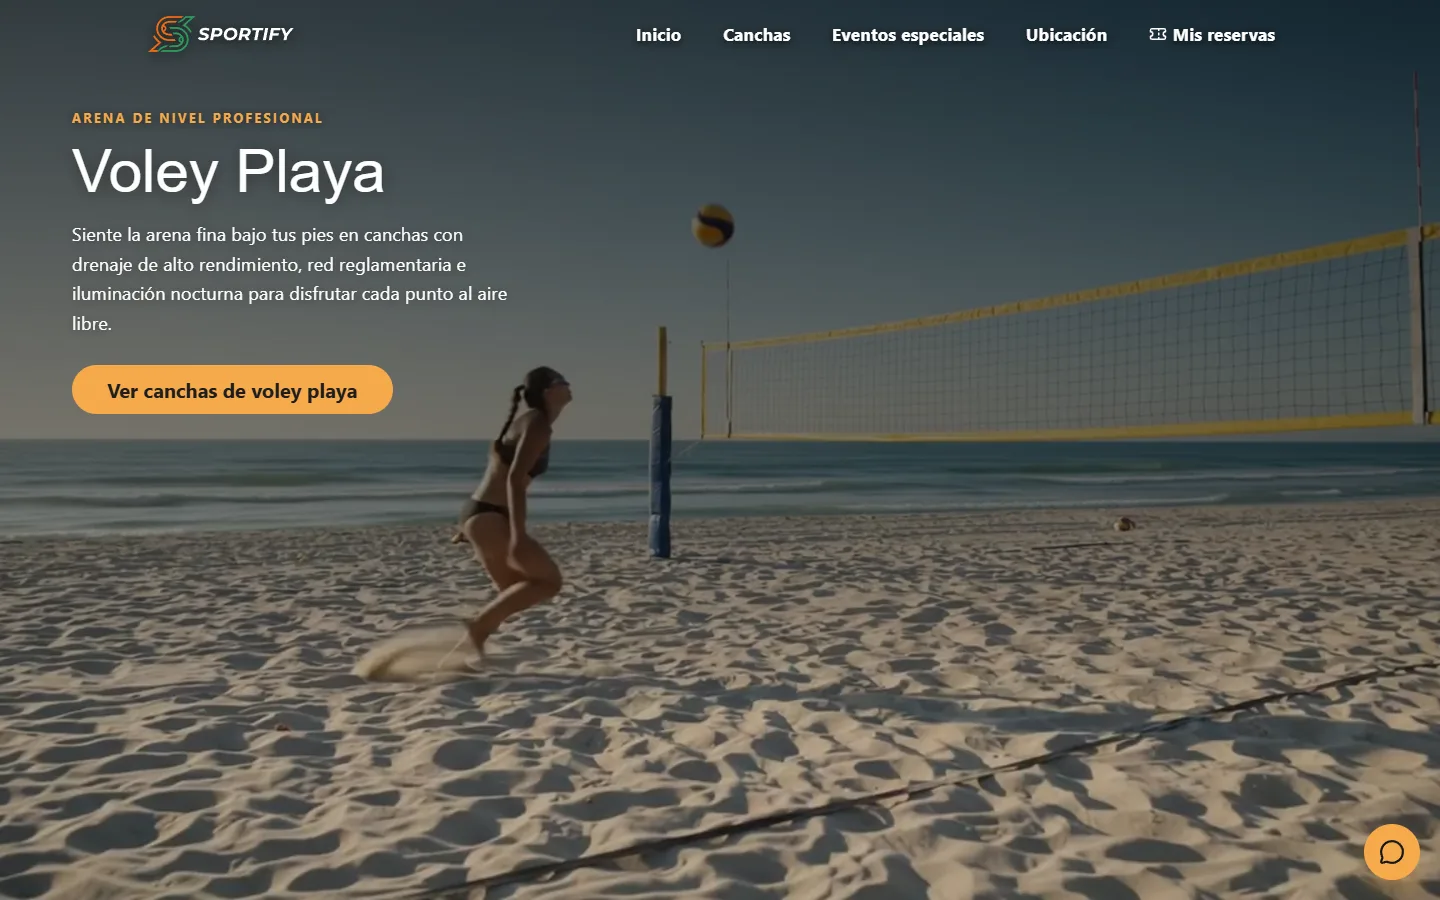 SPORTIFY
Inicio
Canchas
Eventos especiales
Ubicación
Mis reservas
ARENA DE NIVEL PROFESIONAL
Voley Playa
Siente la arena fina bajo tus pies en canchas con
drenaje de alto rendimiento, red reglamentaria e
iluminación nocturna para disfrutar cada punto al aire
libre.
Ver canchas de voley playa